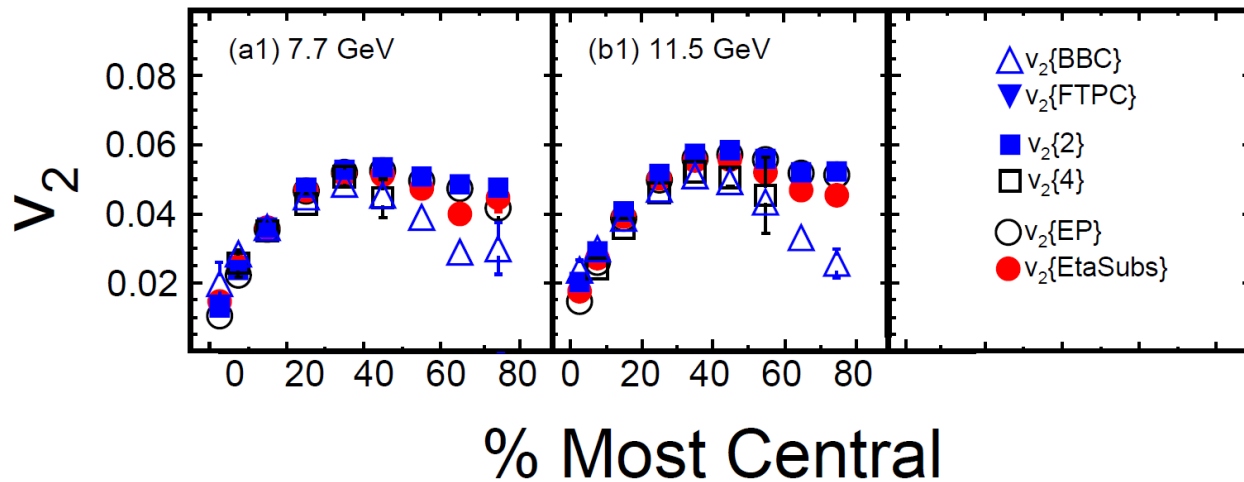 (a1) 7.7 GeV
(b1) 11.5 GeV
v2{BBC}
v2{FTPC}
v2{2}
v2{4}
v2{EP}
v2{EtaSubs}
0.08
0.06
0.04
0.02
v2
0 20 40 60 80
0 20 40 60 80
% Most Central